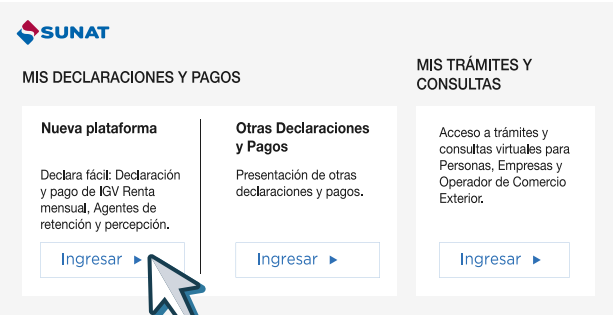 SUNAT
MIS DECLARACIONES Y PAGOS
Nueva plataforma
Declara fácil: Declaración
y pago de IGV Renta
mensual, Agentes de
retención y percepción.
Ingresar
Otras Declaraciones
y Pagos
Presentación de otras
declaraciones y pagos.
Ingresar
MIS TRÁMITES Y
CONSULTAS
Acceso a trámites y
consultas virtuales para
Personas, Empresas y
Operador de Comercio
Exterior.
Ingresar